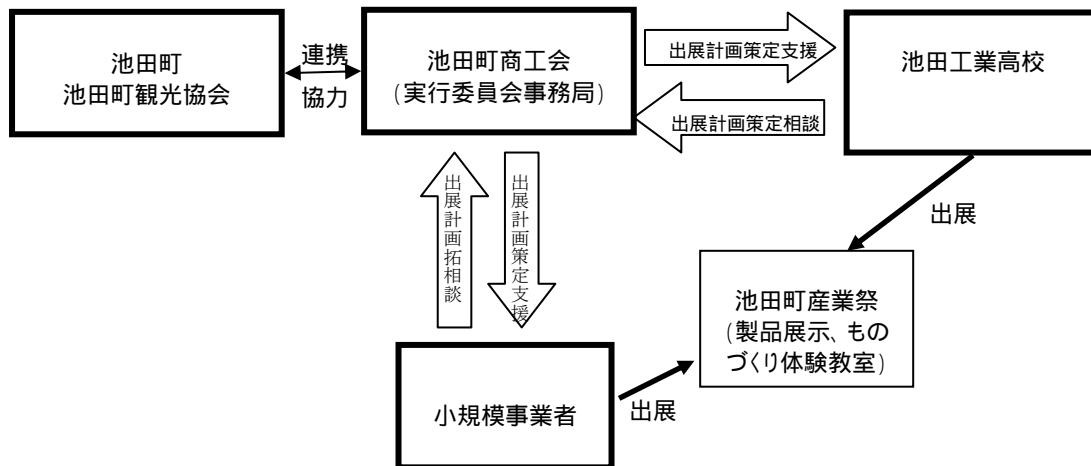 池田町
池田町観光協会
連携
協力
池田町商工会
(実行委員会事務局)
出展計画策定支援
出展計画策定相談
池田工業高校
出展計画拓相談
出展計画策定支援
出展
池田町産業祭
(製品展示、もの
づくり体験教室)
小規模事業者
出展